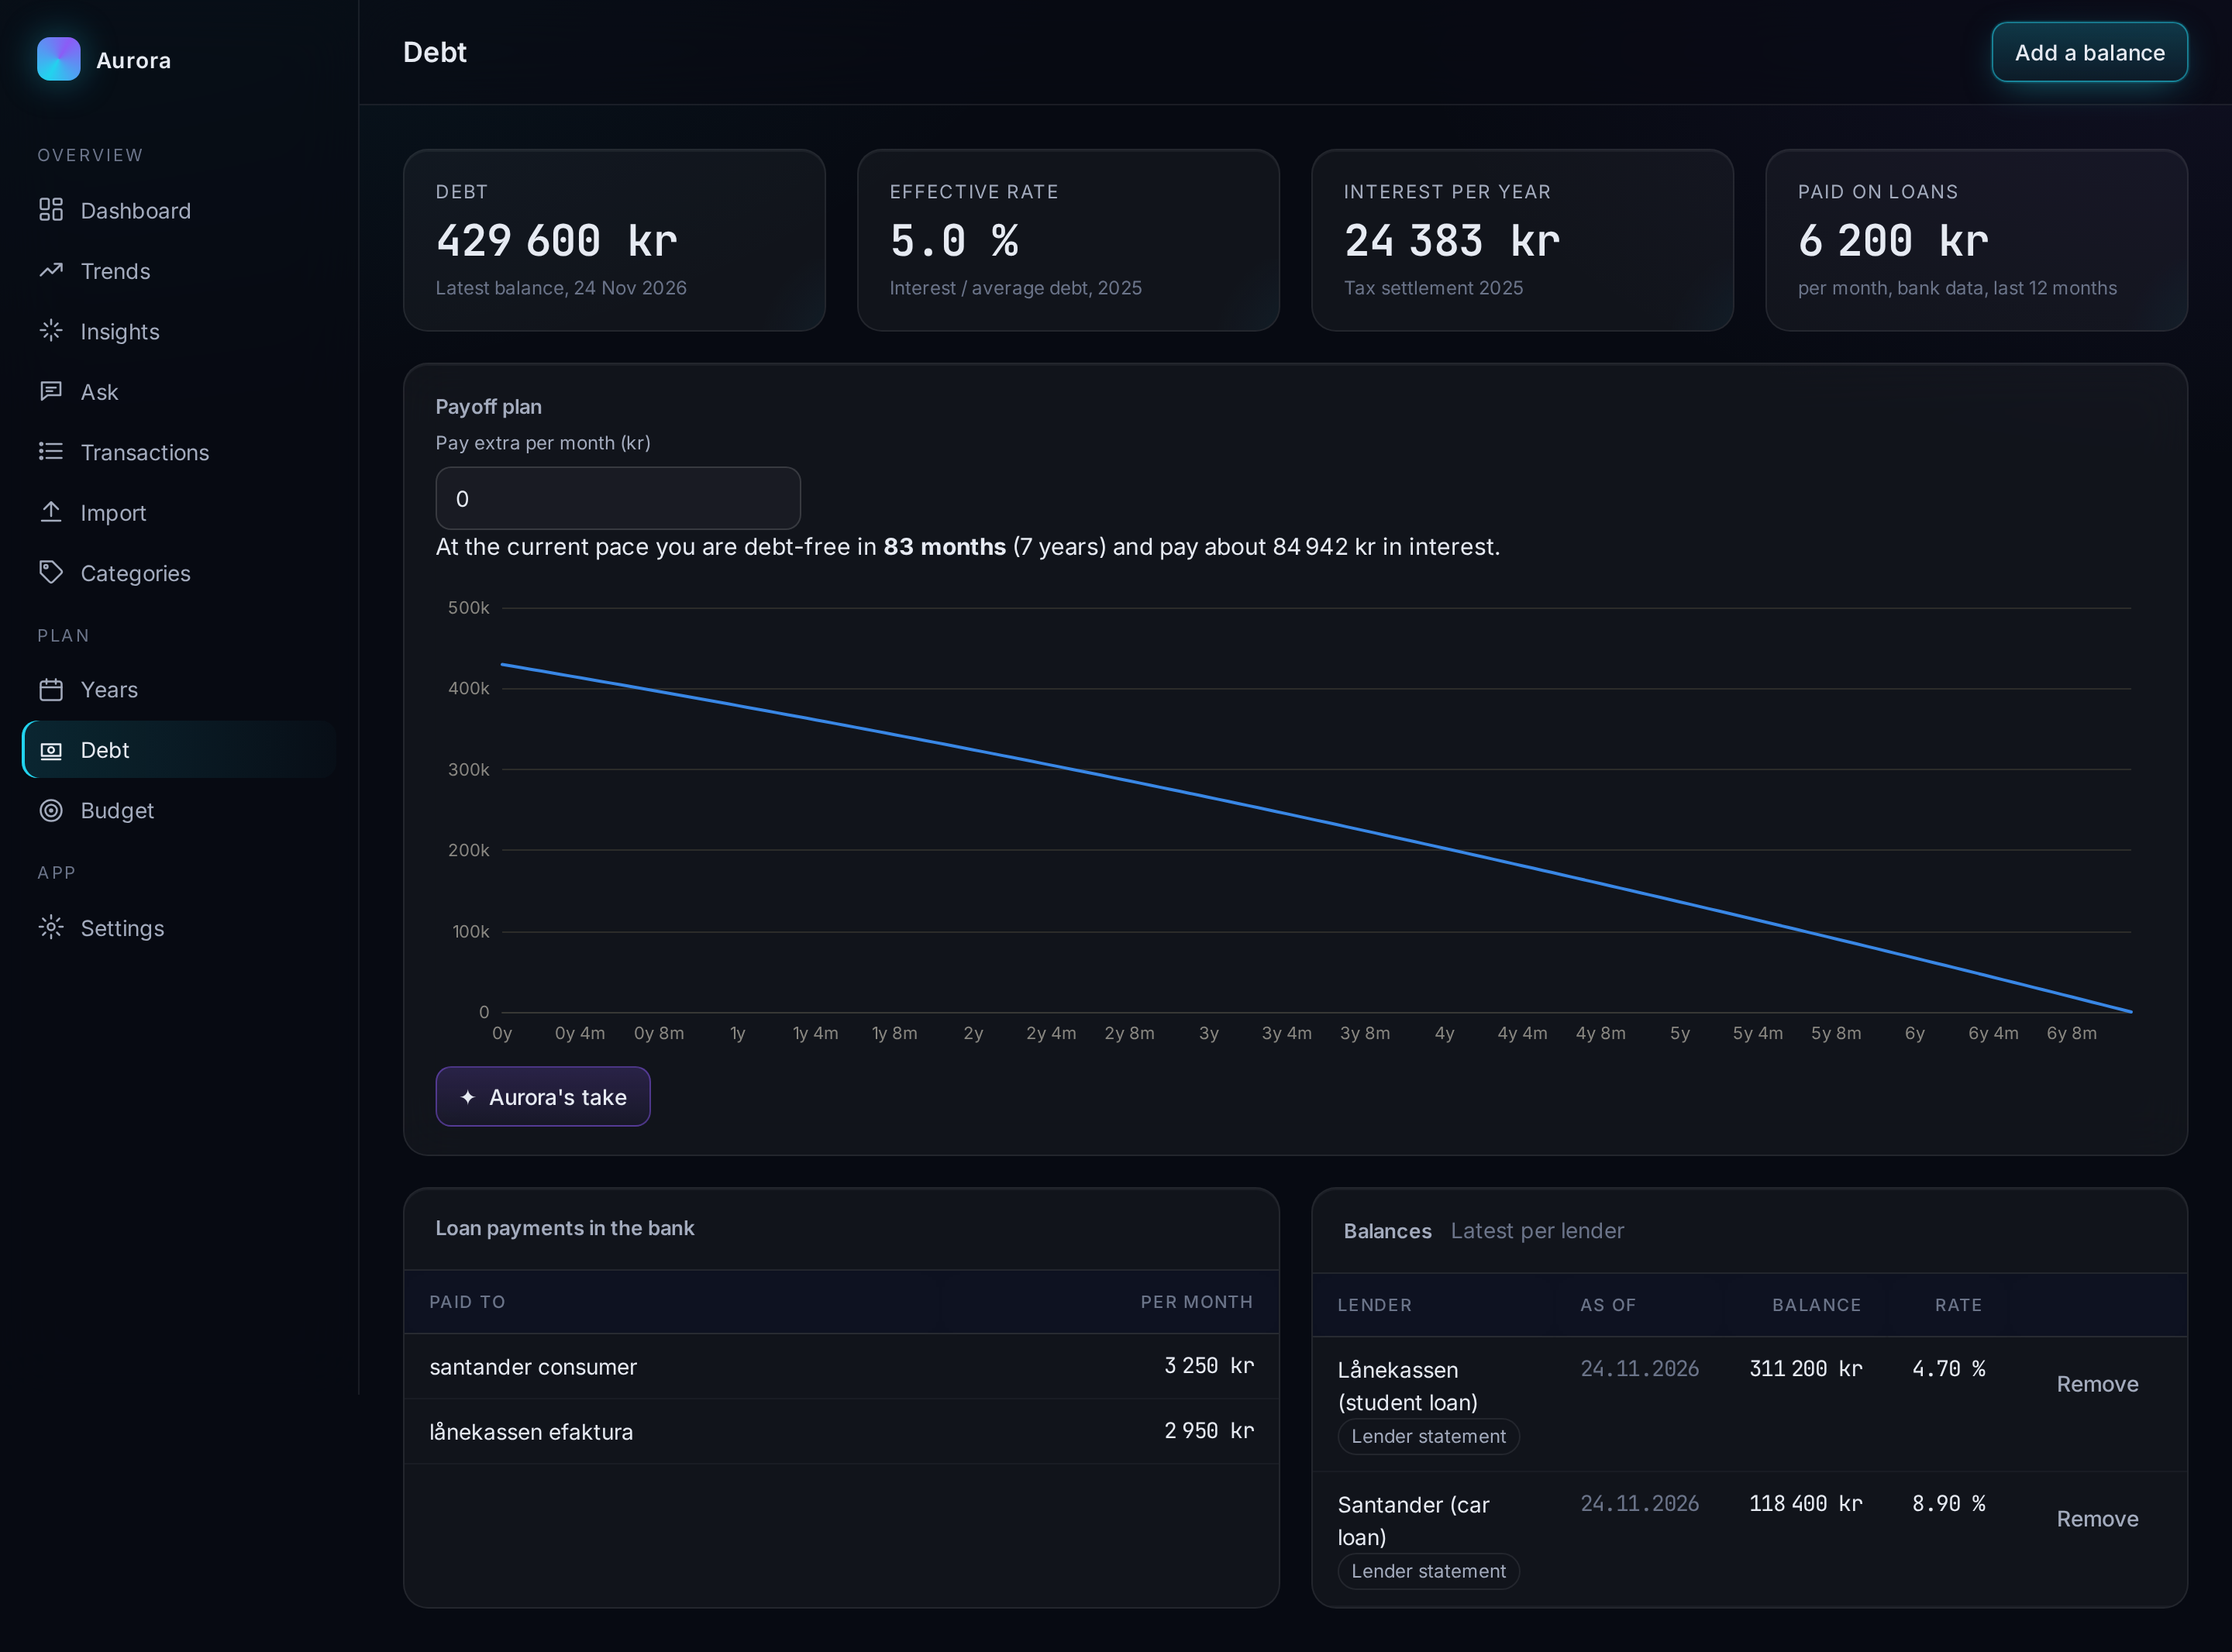 Aurora
OVERVIEW
Dashboard
Trends
Insights
Ask
Transactions
Import
Categories
PLAN
Years
Debt
Budget
APP
Settings
Debt
Add a balance
DEBT
429 600 kr
Latest balance, 24 Nov 2026
EFFECTIVE RATE
5.0 %
Interest / average debt, 2025
INTEREST PER YEAR
24 383 kr
Tax settlement 2025
PAID ON LOANS
6 200 kr
per month, bank data, last 12 months
Payoff plan
Pay extra per month (kr)
0
At the current pace you are debt-free in 83 months (7 years) and pay about 84 942 kr in interest.
500k
400k
300k
200k
100k
0
0y 0y 4m 0y 8m 1y 1y 4m 1y 8m 2y 2y 4m 2y 8m 3y 3y 4m 3y 8m 4y 4y 4m 4y 8m 5y 5y 4m 5y 8m 6y 6y 4m 6y 8m
✦ Aurora's take
Loan payments in the bank
PAID TO PER MONTH
santander consumer 3 250 kr
lånekassen efaktura 2 950 kr
Balances Latest per lender
LENDER AS OF BALANCE RATE
Lånekassen 24.11.2026 311 200 kr 4.70 % Remove
(student loan)
Lender statement
Santander (car 24.11.2026 118 400 kr 8.90 % Remove
loan)
Lender statement